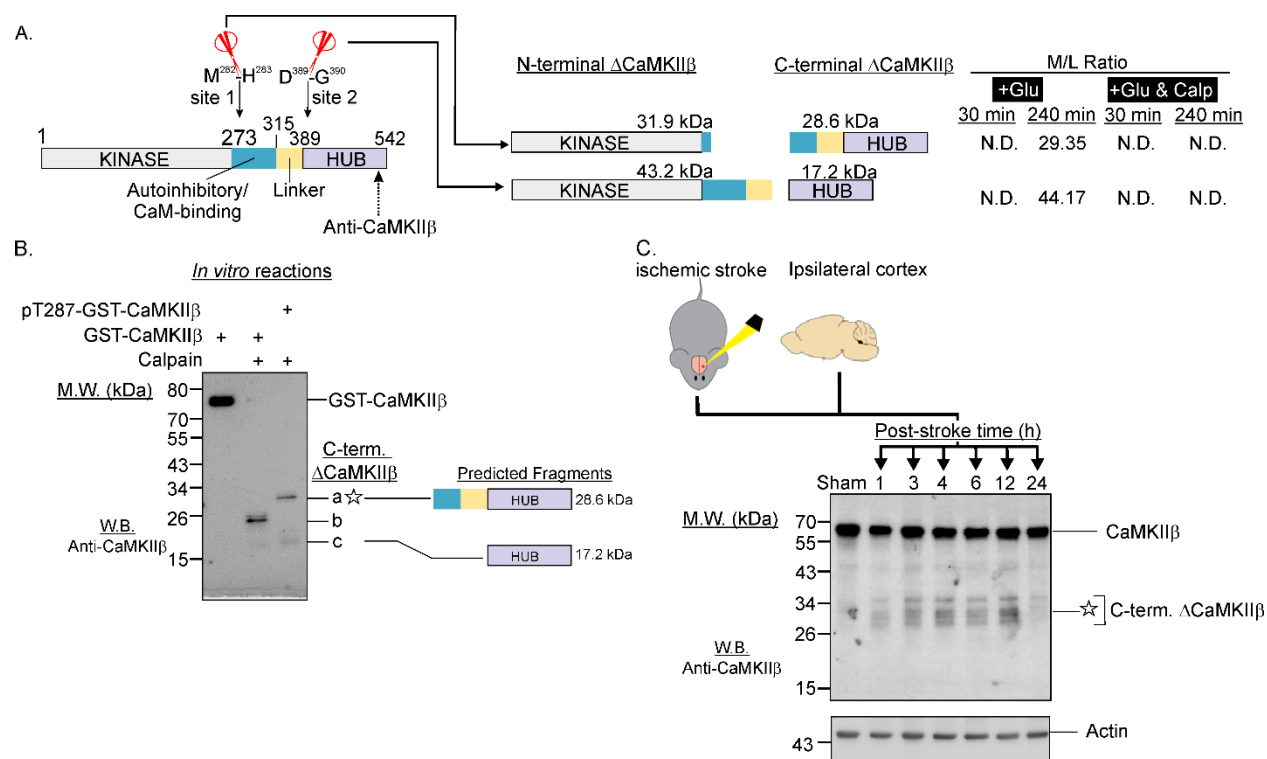 A.
M²⁸²-H²⁸³ D³⁸⁹-G³⁹⁰
site 1 site 2
1 273 315 389 542
KINASE HUB
Autoinhibitory/
CaM-binding
Linker
Anti-CaMKIIβ
N-terminal ΔCaMKIIβ C-terminal ΔCaMKIIβ
31.9 kDa 28.6 kDa
KINASE HUB
43.2 kDa 17.2 kDa
KINASE HUB
M/L Ratio
+Glu +Glu & Calp
30 min 240 min 30 min 240 min
N.D. 29.35 N.D. N.D.
N.D. 44.17 N.D. N.D.
B.
In vitro reactions
pT287-GST-CaMKIIβ +
GST-CaMKIIβ + +
Calpain + +
M.W. (kDa)
80
70
55
43
34
26
15
GST-CaMKIIβ
C-term.
ΔCaMKIIβ
Predicted Fragments
a☆
b
c
HUB 28.6 kDa
HUB 17.2 kDa
W.B.
Anti-CaMKIIβ
C.
ischemic stroke
Ipsilateral cortex
Post-stroke time (h)
Sham 1 3 4 6 12 24
M.W. (kDa)
70
55
43
34
26
15
CaMKIIβ
☆ C-term. ΔCaMKIIβ
W.B.
Anti-CaMKIIβ
43
Actin